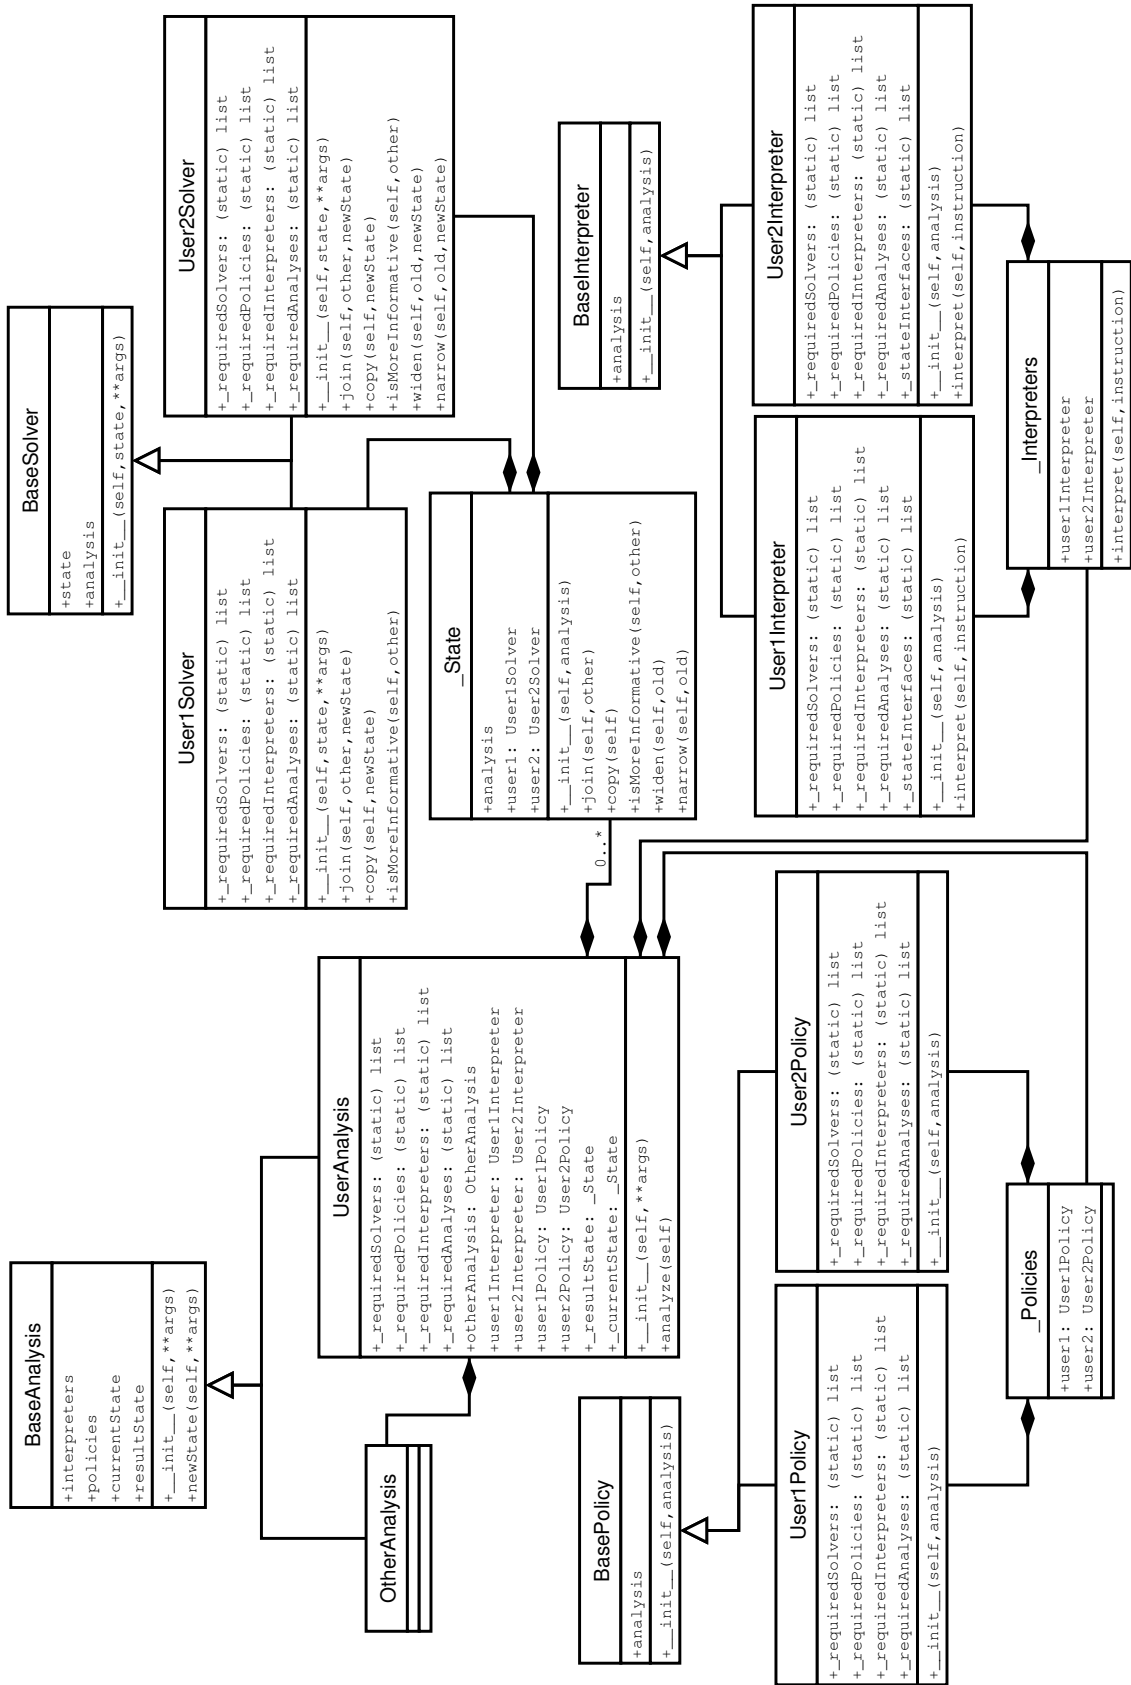 BaseAnalysis
+interpreters
+policies
+currentState
+resultState
+__init__(self,**args)
+newState(self,**args)
OtherAnalysis
UserAnalysis
+_requiredSolvers: (static) list
+_requiredPolicies: (static) list
+_requiredInterpreters: (static) list
+_requiredAnalyses: (static) list
+otherAnalysis: OtherAnalysis
+user1Interpreter: User1Interpreter
+user2Interpreter: User2Interpreter
+user1Policy: User1Policy
+user2Policy: User2Policy
+_resultState: _State
+_currentState: _State
+__init__(self,**args)
+analyze(self)
BaseSolver
+state
+analysis
+__init__(self,state,**args)
User1Solver
+_requiredSolvers: (static) list
+_requiredPolicies: (static) list
+_requiredInterpreters: (static) list
+_requiredAnalyses: (static) list
+__init__(self,state,**args)
+join(self,other,newState)
+copy(self,newState)
+isMoreInformative(self,other)
User2Solver
+_requiredSolvers: (static) list
+_requiredPolicies: (static) list
+_requiredInterpreters: (static) list
+_requiredAnalyses: (static) list
+__init__(self,state,**args)
+join(self,other,newState)
+copy(self,newState)
+isMoreInformative(self,other)
+widen(self,old,newState)
+narrow(self,old,newState)
_State
+analysis
+user1: User1Solver
+user2: User2Solver
+__init__(self,analysis)
+join(self,other)
+copy(self)
+isMoreInformative(self,other)
+widen(self,old)
+narrow(self,old)
0..*
BasePolicy
+analysis
+__init__(self,analysis)
User1Policy
+_requiredSolvers: (static) list
+_requiredPolicies: (static) list
+_requiredInterpreters: (static) list
+_requiredAnalyses: (static) list
+__init__(self,analysis)
User2Policy
+_requiredSolvers: (static) list
+_requiredPolicies: (static) list
+_requiredInterpreters: (static) list
+_requiredAnalyses: (static) list
+__init__(self,analysis)
_Policies
+user1: User1Policy
+user2: User2Policy
BaseInterpreter
+analysis
+__init__(self,analysis)
User1Interpreter
+_requiredSolvers: (static) list
+_requiredPolicies: (static) list
+_requiredInterpreters: (static) list
+_requiredAnalyses: (static) list
+_stateInterfaces: (static) list
+__init__(self,analysis)
+interpret(self,instruction)
User2Interpreter
+_requiredSolvers: (static) list
+_requiredPolicies: (static) list
+_requiredInterpreters: (static) list
+_requiredAnalyses: (static) list
+_stateInterfaces: (static) list
+__init__(self,analysis)
+interpret(self,instruction)
_Interpreters
+user1Interpreter
+user2Interpreter
+interpret(self,instruction)